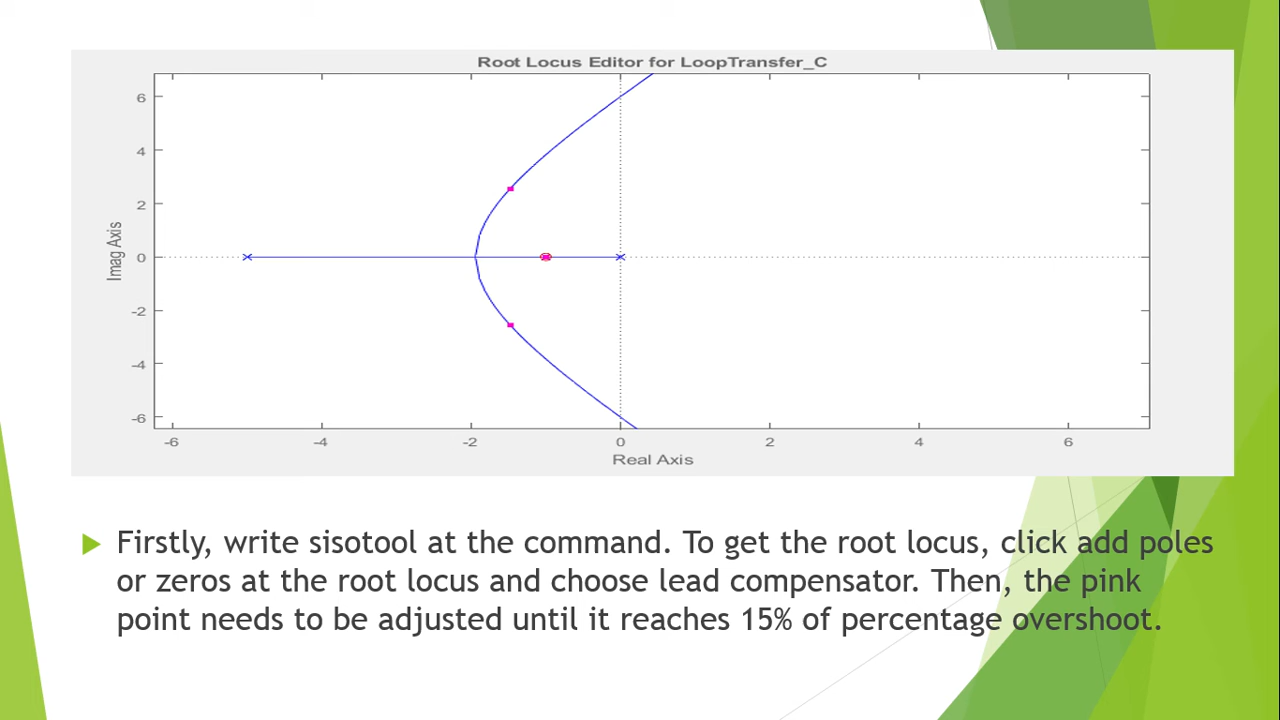 Root Locus Editor for LoopTransfer_C
6
4
2
0
-2
-4
-6
Imag Axis
-6 -4 -2 0 2 4 6
Real Axis
Firstly, write sisotool at the command. To get the root locus, click add poles
or zeros at the root locus and choose lead compensator. Then, the pink
point needs to be adjusted until it reaches 15% of percentage overshoot.